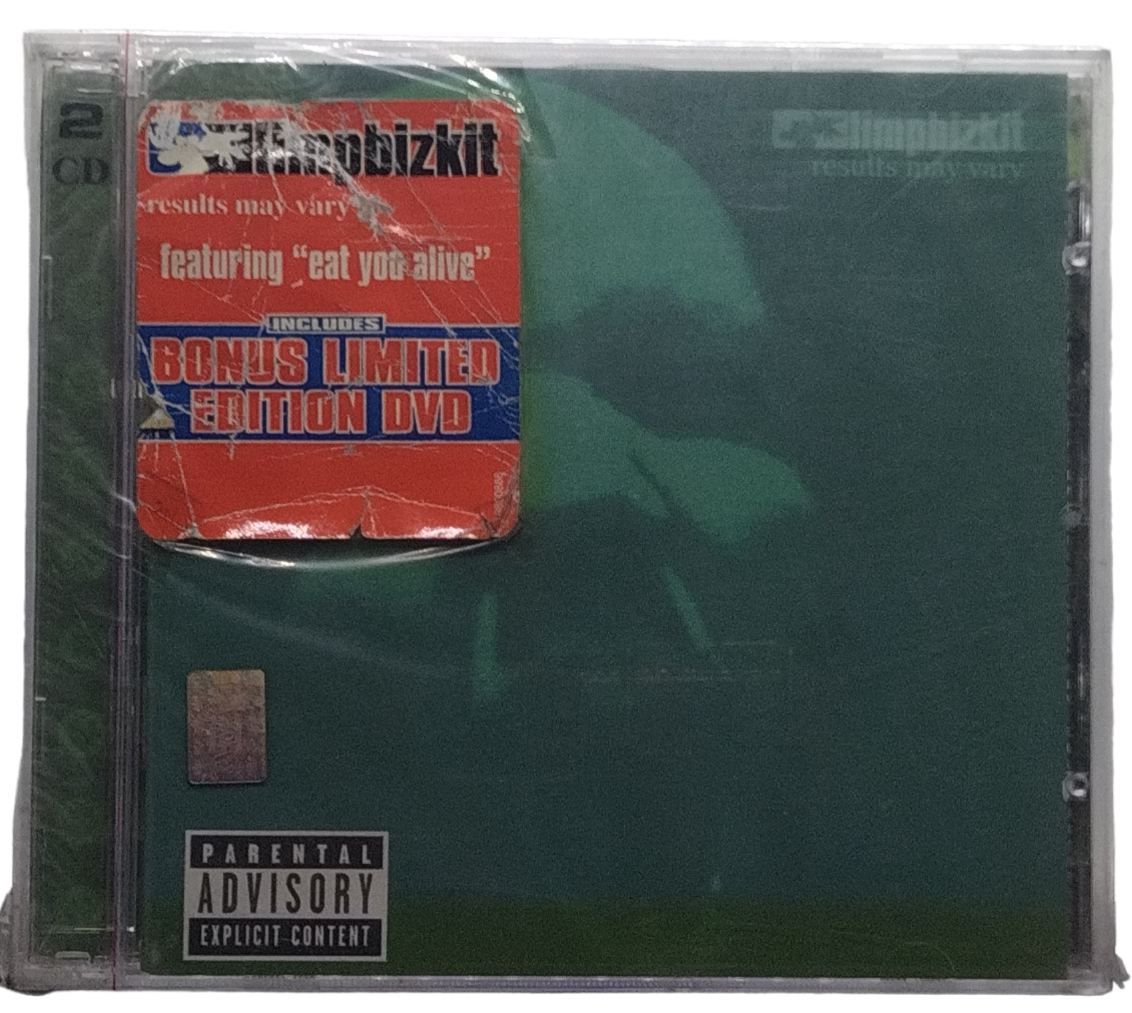 2
CD
limpbizkit
results may vary
featuring "eat you alive"
INCLUDES
BONUS LIMITED
EDITION DVD
limpbizkit
results may vary
PARENTAL
ADVISORY
EXPLICIT CONTENT